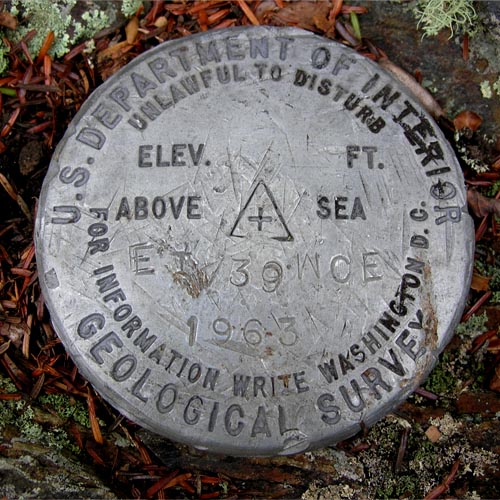 U.S. DEPARTMENT OF INTERIOR
UNLAWFUL TO DISTURB
ELEV. FT.
ABOVE SEA
39 WCE
1963
FOR INFORMATION WRITE WASHINGTON D.C.
GEOLOGICAL SURVEY